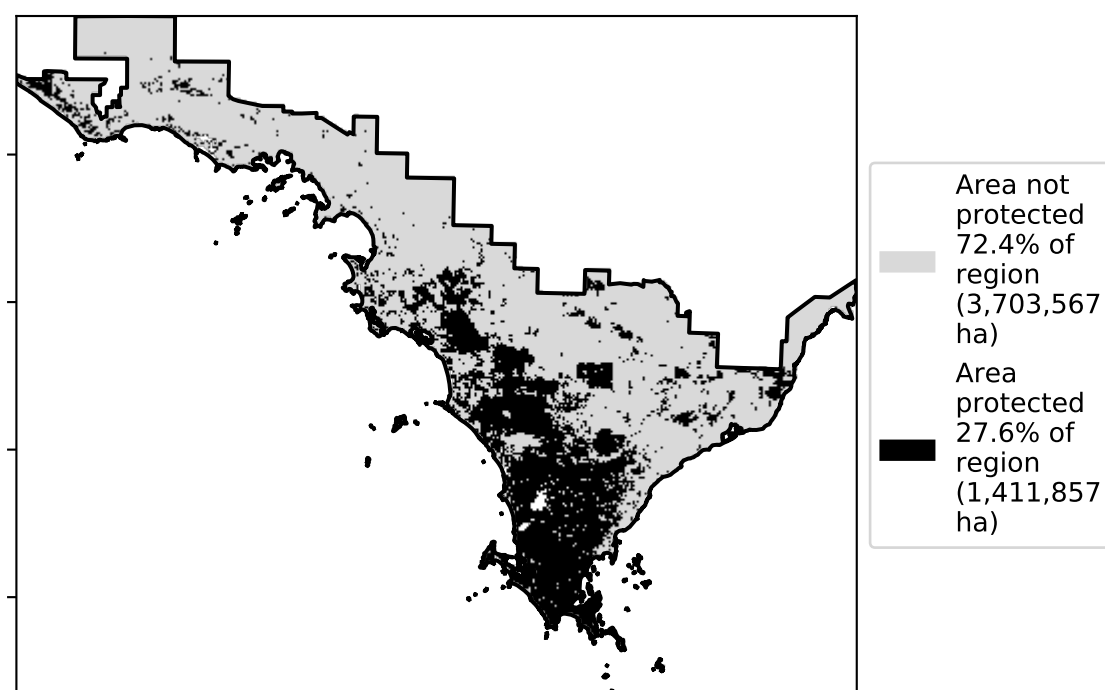 Area not
protected
72.4% of
region
(3,703,567
ha)
Area
protected
27.6% of
region
(1,411,857
ha)